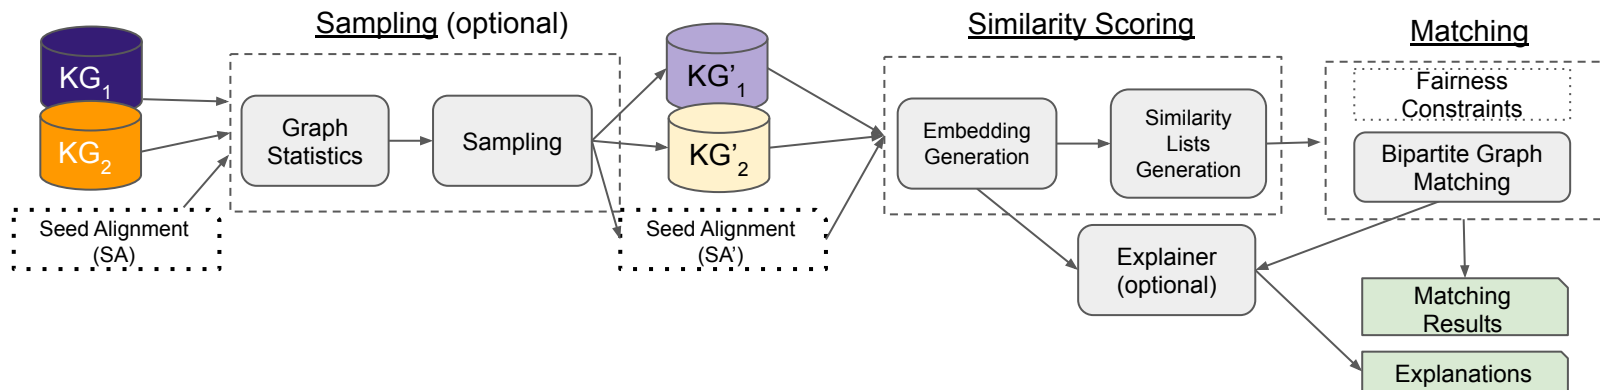 Sampling (optional)
Similarity Scoring
Matching
KG1
KG2
Seed Alignment
(SA)
Graph
Statistics
Sampling
KG’1
KG’2
Seed Alignment
(SA’)
Embedding
Generation
Similarity
Lists
Generation
Fairness
Constraints
Bipartite Graph
Matching
Explainer
(optional)
Matching
Results
Explanations